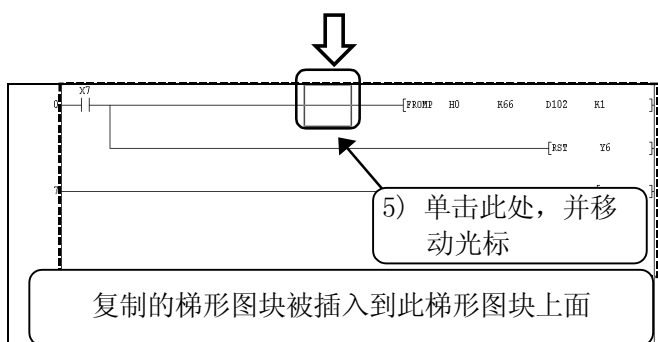 X7
0 [FROMP H0 K66 D102 K1 ]
[RST Y6 ]
7
5) 单击此处，并移
动光标
复制的梯形图块被插入到此梯形图块上面